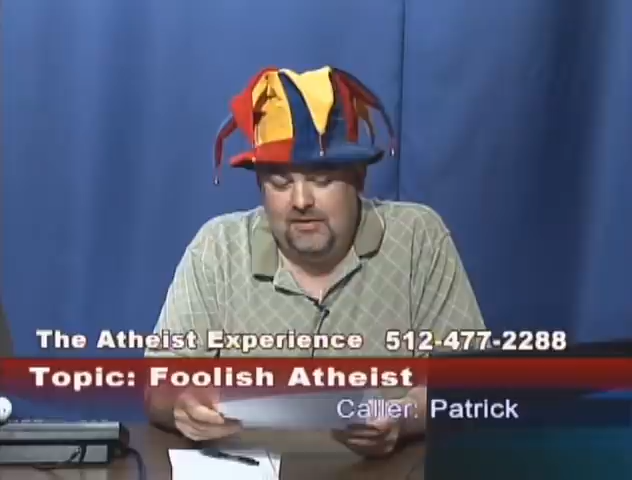 The Atheist Experience 512-477-2288
Topic: Foolish Atheist
Caller: Patrick